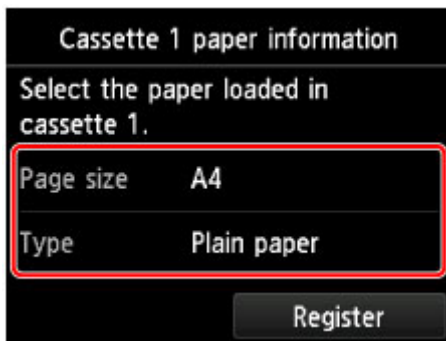 Cassette 1 paper information
Select the paper loaded in
cassette 1.
Page size A4
Type Plain paper
Register